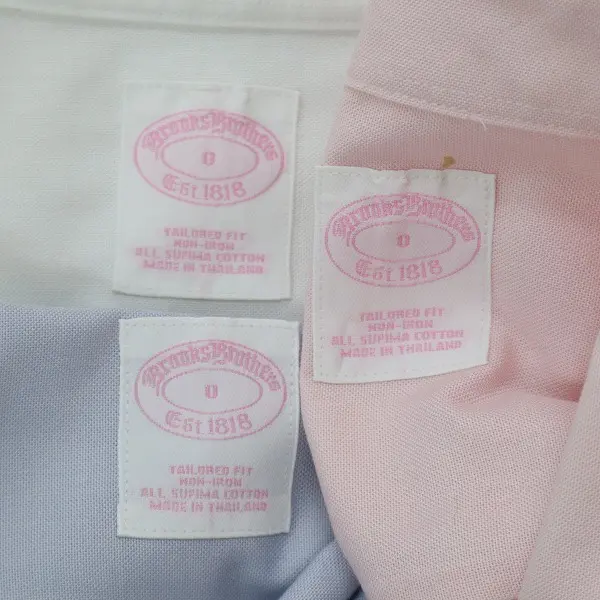 Brooks Brothers
0
Est. 1818
TAILORED FIT
NON-IRON
ALL SUPIMA COTTON
MADE IN THAILAND
Brooks Brothers
0
Est. 1818
TAILORED FIT
NON-IRON
ALL SUPIMA COTTON
MADE IN THAILAND
Brooks Brothers
0
Est. 1818
TAILORED FIT
NON-IRON
ALL SUPIMA COTTON
MADE IN THAILAND